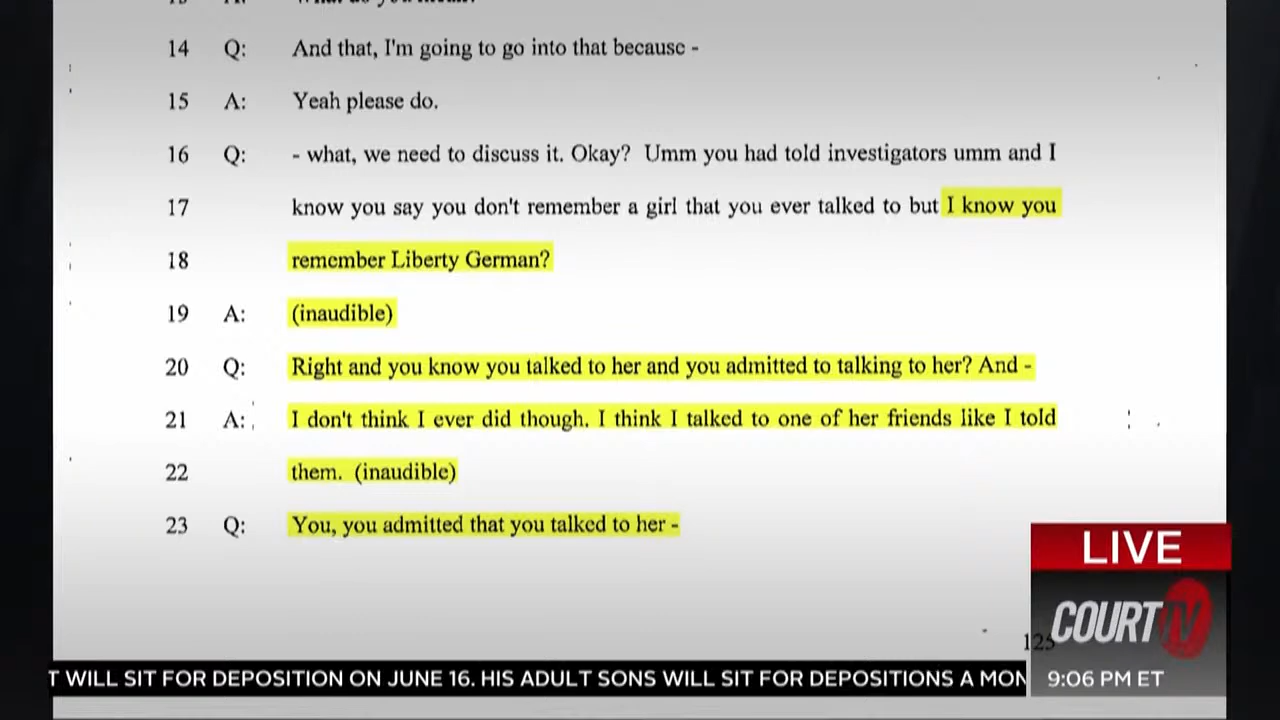 14 Q: And that, I'm going to go into that because -
15 A: Yeah please do.
16 Q: - what, we need to discuss it. Okay? Umm you had told investigators umm and I
17 know you say you don't remember a girl that you ever talked to but I know you
18 remember Liberty German?
19 A: (inaudible)
20 Q: Right and you know you talked to her and you admitted to talking to her? And -
21 A: I don't think I ever did though. I think I talked to one of her friends like I told
22 them. (inaudible)
23 Q: You, you admitted that you talked to her -
LIVE
COURT TV
T WILL SIT FOR DEPOSITION ON JUNE 16. HIS ADULT SONS WILL SIT FOR DEPOSITIONS A MON
9:06 PM ET